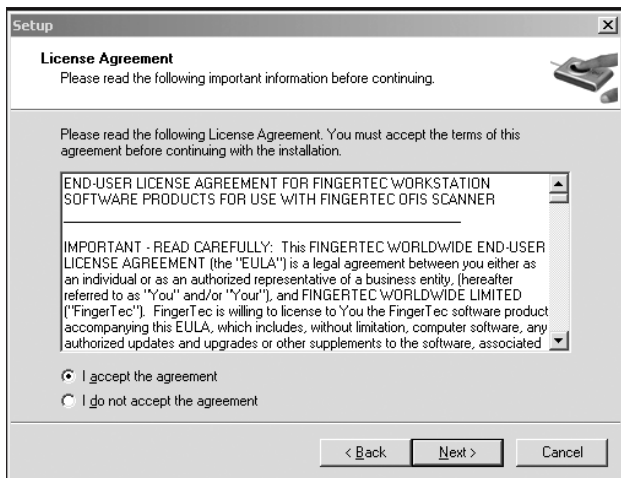 Setup
License Agreement
Please read the following important information before continuing.
Please read the following License Agreement. You must accept the terms of this
agreement before continuing with the installation.
END-USER LICENSE AGREEMENT FOR FINGERTEC WORKSTATION
SOFTWARE PRODUCTS FOR USE WITH FINGERTEC OFIS SCANNER
IMPORTANT - READ CAREFULLY: This FINGERTEC WORLDWIDE END-USER
LICENSE AGREEMENT (the "EULA") is a legal agreement between you either as
an individual or as an authorized representative of a business entity, (hereafter
referred to as "You" and/or "Your"), and FINGERTEC WORLDWIDE LIMITED
("FingerTec"). FingerTec is willing to license to You the FingerTec software product
accompanying this EULA, which includes, without limitation, computer software, any
authorized updates and upgrades or other supplements to the software, associated
I accept the agreement
I do not accept the agreement
< Back Next > Cancel